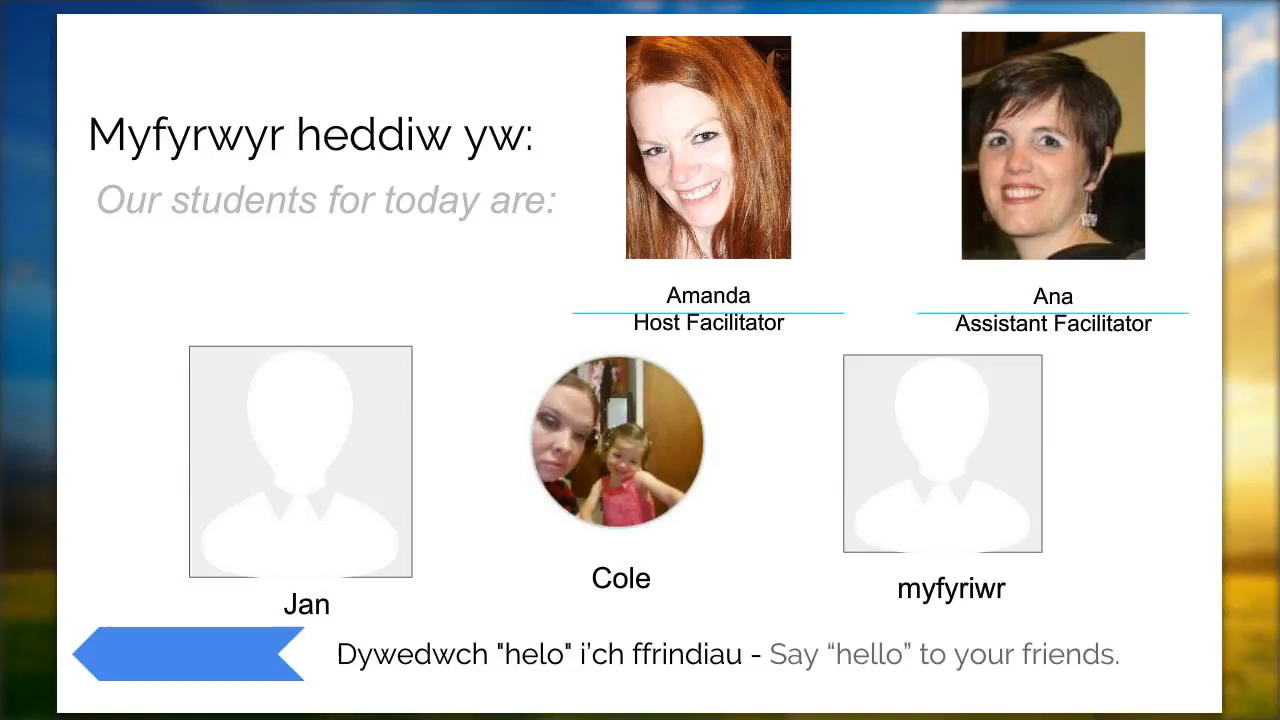 Myfyrwyr heddiw yw:
Our students for today are:
Amanda
Host Facilitator
Ana
Assistant Facilitator
Jan
Cole
myfyriwr
Dywedwch "helo" i’ch ffrindiau - Say “hello” to your friends.